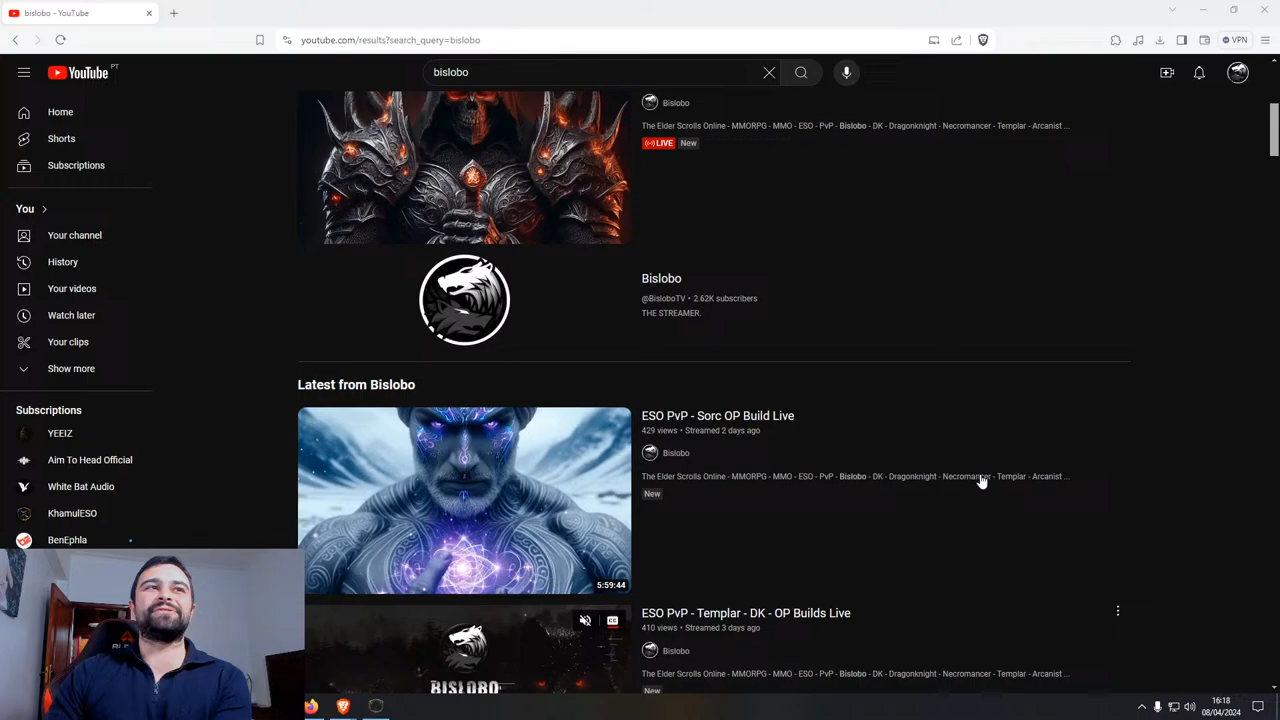 bislobo - YouTube
youtube.com/results?search_query=bislobo
VPN
YouTube PT
bislobo
Home
Shorts
Subscriptions
You
Your channel
History
Your videos
Watch later
Your clips
Show more
Subscriptions
YEEIZ
Aim To Head Official
White Bat Audio
KhamulESO
BenEphla
Bislobo
The Elder Scrolls Online - MMORPG - MMO - ESO - PvP - Bislobo - DK - Dragonknight - Necromancer - Templar - Arcanist ...
LIVE New
Bislobo
@BisloboTV • 2.62K subscribers
THE STREAMER.
Latest from Bislobo
5:59:44
ESO PvP - Sorc OP Build Live
429 views • Streamed 2 days ago
Bislobo
The Elder Scrolls Online - MMORPG - MMO - ESO - PvP - Bislobo - DK - Dragonknight - Necromancer - Templar - Arcanist ...
New
CC
BISLOBO
ESO PvP - Templar - DK - OP Builds Live
410 views • Streamed 3 days ago
Bislobo
The Elder Scrolls Online - MMORPG - MMO - ESO - PvP - Bislobo - DK - Dragonknight - Necromancer - Templar - Arcanist ...
New
16:18
08/04/2024